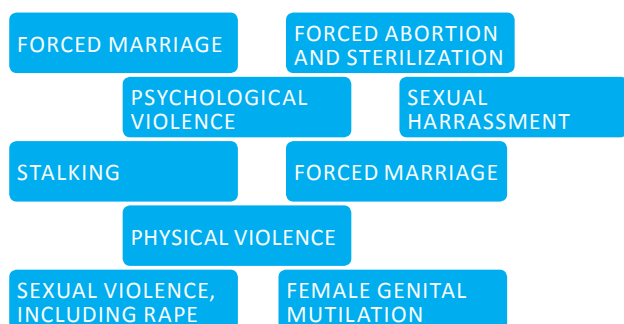 FORCED MARRIAGE
FORCED ABORTION
AND STERILIZATION
PSYCHOLOGICAL
VIOLENCE
SEXUAL
HARRASSMENT
STALKING
FORCED MARRIAGE
PHYSICAL VIOLENCE
SEXUAL VIOLENCE,
INCLUDING RAPE
FEMALE GENITAL
MUTILATION